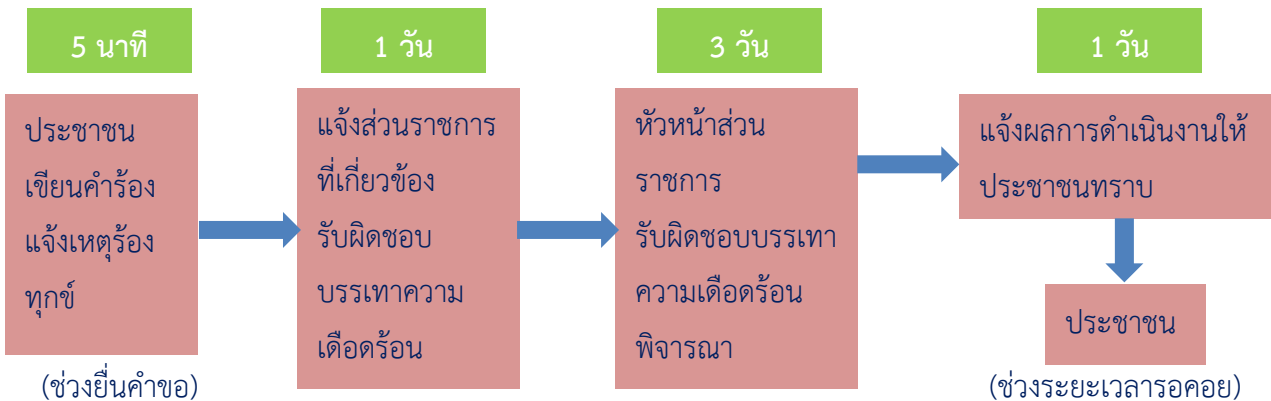 5 นาที
1 วัน
3 วัน
1 วัน
ประชาชน
เขียนคำร้อง
แจ้งเหตุร้อง
ทุกข์
(ช่วงยื่นคำขอ)
แจ้งส่วนราชการ
ที่เกี่ยวข้อง
รับผิดชอบ
บรรเทาความ
เดือดร้อน
หัวหน้าส่วน
ราชการ
รับผิดชอบบรรเทา
ความเดือดร้อน
พิจารณา
แจ้งผลการดำเนินงานให้
ประชาชนทราบ
ประชาชน
(ช่วงระยะเวลารอคอย)